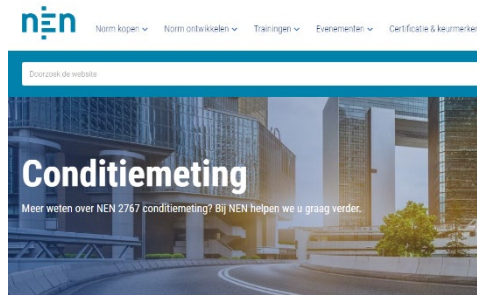 nen
Norm kopen Norm ontwikkelen Trainingen Evenementen Certificatie & keurmerken
Doorzoek de website
Conditiemeting
Meer weten over NEN 2767 conditiemeting? Bij NEN helpen we u graag verder.